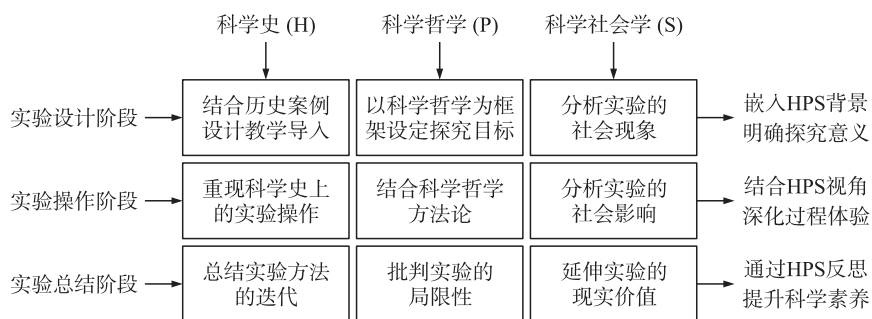 科学史 (H)
科学哲学 (P)
科学社会学 (S)
实验设计阶段
结合历史案例
设计教学导入
以科学哲学为框
架设定探究目标
分析实验的
社会现象
嵌入HPS背景
明确探究意义
实验操作阶段
重现科学史上
的实验操作
结合科学哲学
方法论
分析实验的
社会影响
结合HPS视角
深化过程体验
实验总结阶段
总结实验方法
的迭代
批判实验的
局限性
延伸实验的
现实价值
通过HPS反思
提升科学素养